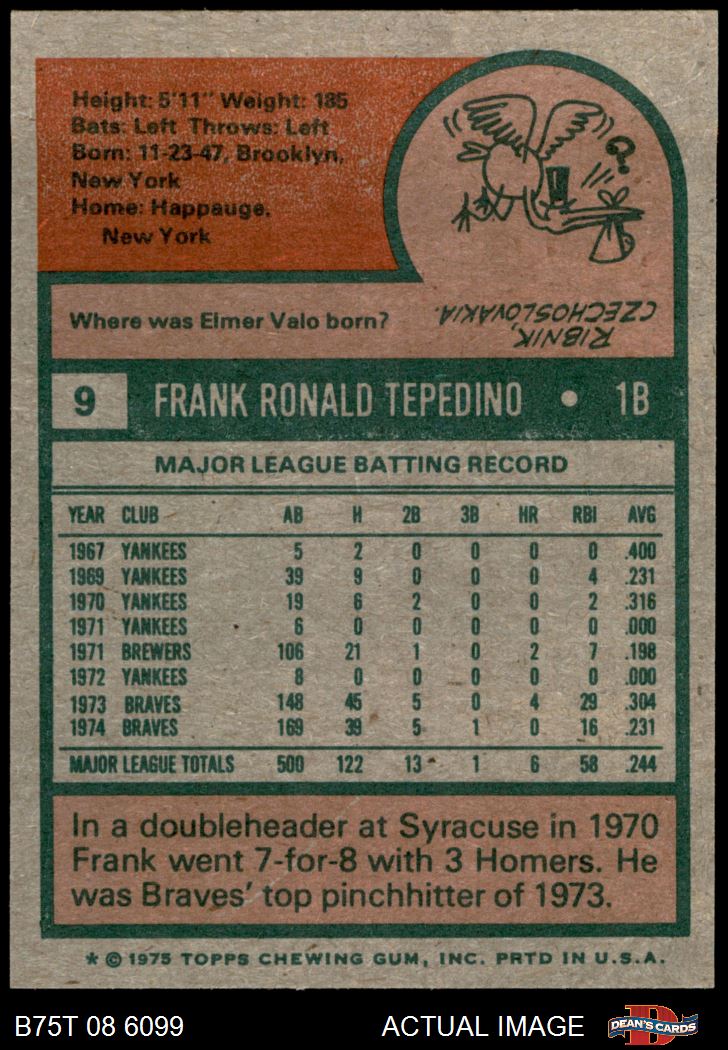 Height: 5'11" Weight: 185
Bats: Left Throws: Left
Born: 11-23-47, Brooklyn,
New York
Home: Happauge,
New York
?
Where was Elmer Valo born?
RIBNIK,
CZECHOSLOVAKIA.
9 FRANK RONALD TEPEDINO • 1B
MAJOR LEAGUE BATTING RECORD
YEAR CLUB AB H 2B 3B HR RBI AVG
1967 YANKEES 5 2 0 0 0 0 .400
1969 YANKEES 39 9 0 0 0 4 .231
1970 YANKEES 19 6 2 0 0 2 .316
1971 YANKEES 6 0 0 0 0 0 .000
1971 BREWERS 106 21 1 0 2 7 .198
1972 YANKEES 8 0 0 0 0 0 .000
1973 BRAVES 148 45 5 0 4 29 .304
1974 BRAVES 169 39 5 1 0 16 .231
MAJOR LEAGUE TOTALS 500 122 13 1 6 58 .244
In a doubleheader at Syracuse in 1970
Frank went 7-for-8 with 3 Homers. He
was Braves' top pinchhitter of 1973.
* © 1975 TOPPS CHEWING GUM, INC. PRTD IN U.S.A.
B75T 08 6099 ACTUAL IMAGE D DEAN'S CARDS